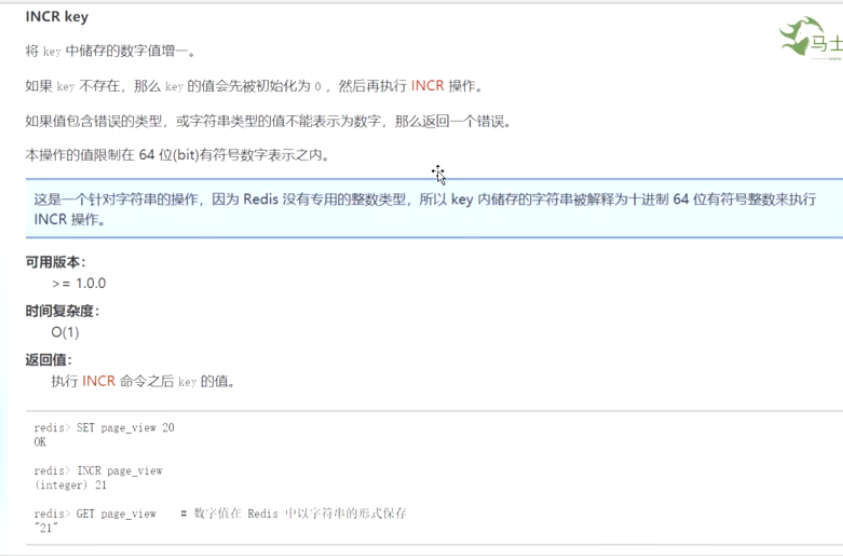 INCR key
马士
将 key 中储存的数字值增一。
如果 key 不存在，那么 key 的值会先被初始化为 0 ，然后再执行 INCR 操作。
如果值包含错误的类型，或字符串类型的值不能表示为数字，那么返回一个错误。
本操作的值限制在 64 位(bit)有符号数字表示之内。
这是一个针对字符串的操作，因为 Redis 没有专用的整数类型，所以 key 内储存的字符串被解释为十进制 64 位有符号整数来执行
INCR 操作。
可用版本：
>= 1.0.0
时间复杂度：
O(1)
返回值：
执行 INCR 命令之后 key 的值。
redis> SET page_view 20
OK
redis> INCR page_view
(integer) 21
redis> GET page_view # 数字值在 Redis 中以字符串的形式保存
"21"